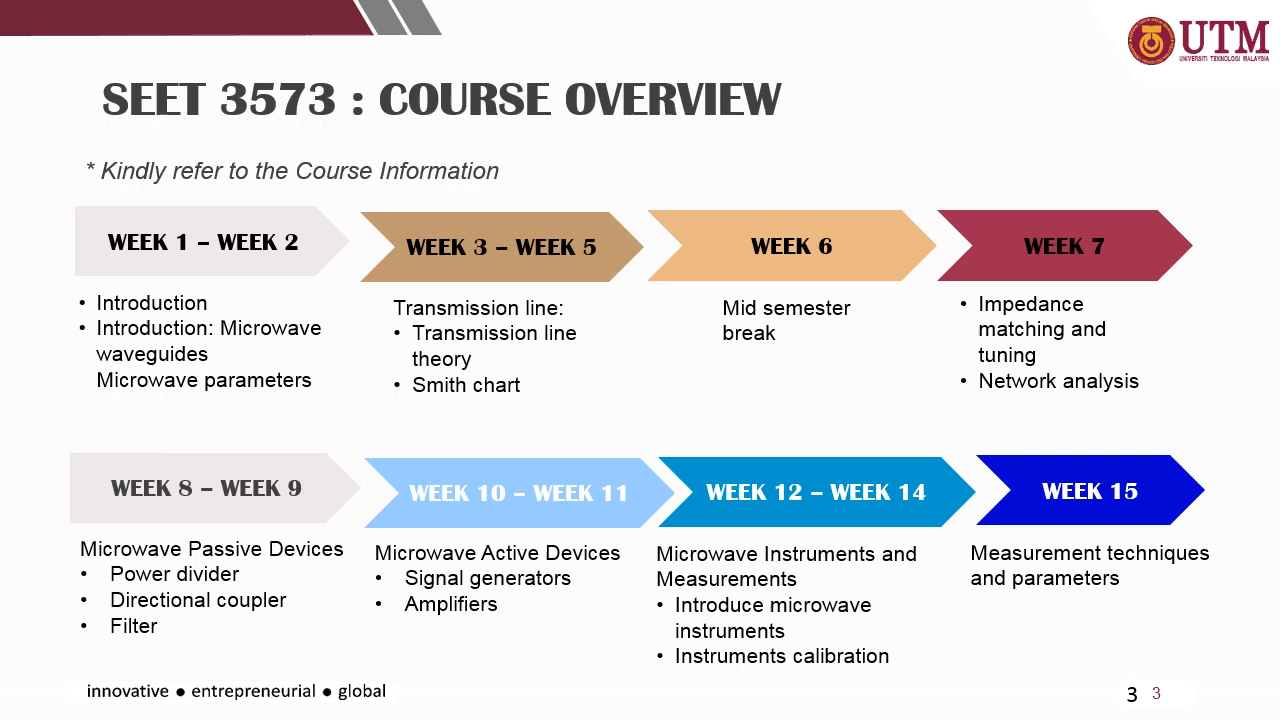 UTM
UNIVERSITI TEKNOLOGI MALAYSIA
SEET 3573 : COURSE OVERVIEW
* Kindly refer to the Course Information
WEEK 1 – WEEK 2
• Introduction
• Introduction: Microwave
waveguides
Microwave parameters
WEEK 3 – WEEK 5
Transmission line:
• Transmission line
theory
• Smith chart
WEEK 6
Mid semester
break
WEEK 7
• Impedance
matching and
tuning
• Network analysis
WEEK 8 – WEEK 9
Microwave Passive Devices
• Power divider
• Directional coupler
• Filter
WEEK 10 – WEEK 11
Microwave Active Devices
• Signal generators
• Amplifiers
WEEK 12 – WEEK 14
Microwave Instruments and
Measurements
• Introduce microwave
instruments
• Instruments calibration
WEEK 15
Measurement techniques
and parameters
innovative ● entrepreneurial ● global
3 3